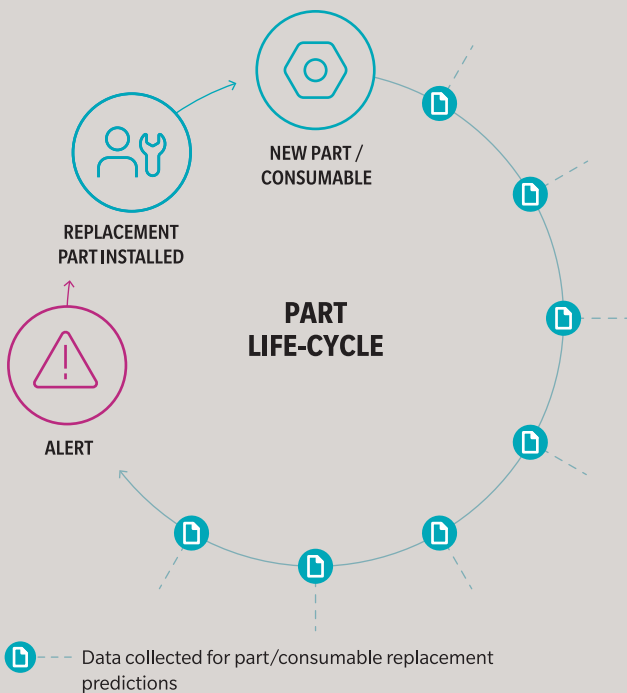 NEW PART /
CONSUMABLE
REPLACEMENT
PART INSTALLED
PART
LIFE-CYCLE
ALERT
Data collected for part/consumable replacement
predictions